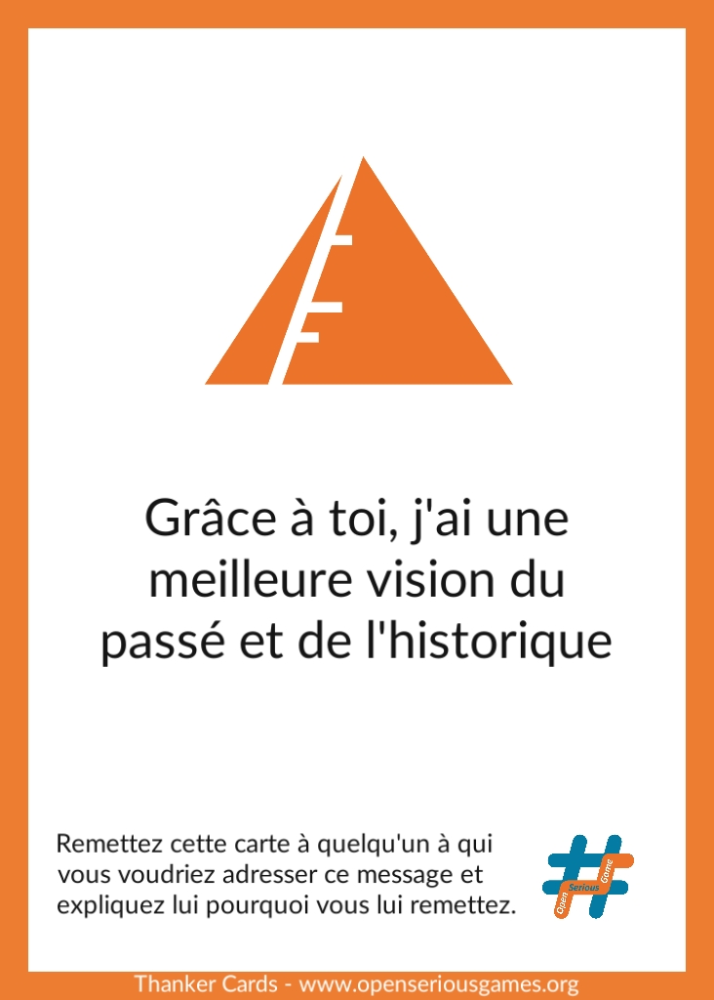 Grâce à toi, j'ai une
meilleure vision du
passé et de l'historique
Remettez cette carte à quelqu'un à qui
vous voudriez adresser ce message et
expliquez lui pourquoi vous lui remettez.
Open Serious Game
Thanker Cards - www.openseriousgames.org